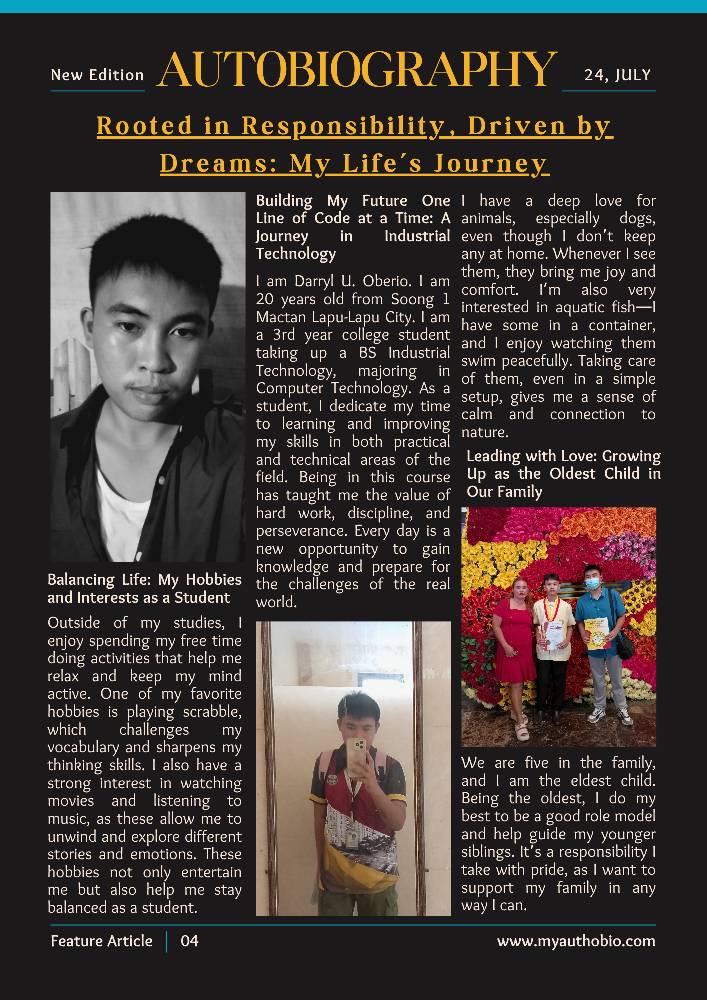 New Edition
AUTOBIOGRAPHY
24, JULY
Rooted in Responsibility, Driven by
Dreams: My Life's Journey
Building My Future One
Line of Code at a Time: A
Journey in Industrial
Technology
I am Darryl U. Oberio. I am
20 years old from Soong 1
Mactan Lapu-Lapu City. I am
a 3rd year college student
taking up a BS Industrial
Technology, majoring in
Computer Technology. As a
student, I dedicate my time
to learning and improving
my skills in both practical
and technical areas of the
field. Being in this course
has taught me the value of
hard work, discipline, and
perseverance. Every day is a
new opportunity to gain
knowledge and prepare for
the challenges of the real
world.
Balancing Life: My Hobbies
and Interests as a Student
Outside of my studies, I
enjoy spending my free time
doing activities that help me
relax and keep my mind
active. One of my favorite
hobbies is playing scrabble,
which challenges my
vocabulary and sharpens my
thinking skills. I also have a
strong interest in watching
movies and listening to
music, as these allow me to
unwind and explore different
stories and emotions. These
hobbies not only entertain
me but also help me stay
balanced as a student.
I have a deep love for
animals, especially dogs,
even though I don't keep
any at home. Whenever I see
them, they bring me joy and
comfort. I'm also very
interested in aquatic fish—I
have some in a container,
and I enjoy watching them
swim peacefully. Taking care
of them, even in a simple
setup, gives me a sense of
calm and connection to
nature.
Leading with Love: Growing
Up as the Oldest Child in
Our Family
We are five in the family,
and I am the eldest child.
Being the oldest, I do my
best to be a good role model
and help guide my younger
siblings. It's a responsibility I
take with pride, as I want to
support my family in any
way I can.
Feature Article
04
www.myauthobio.com